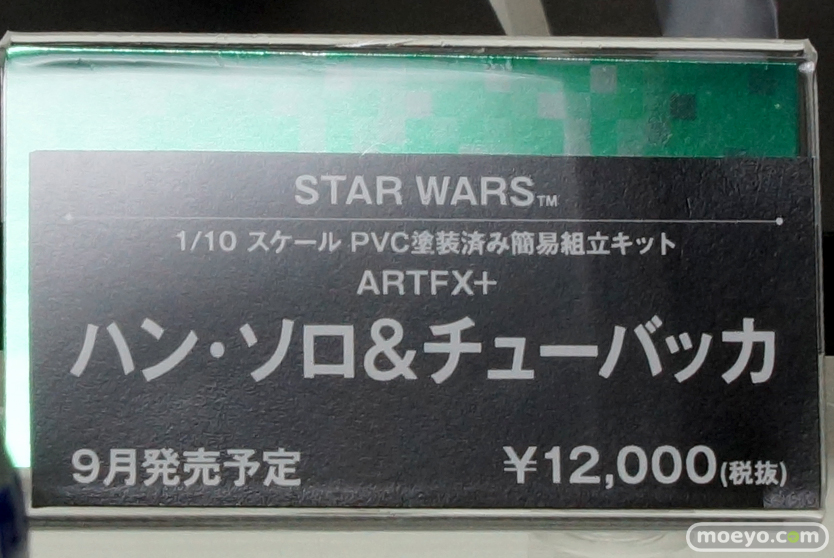 STAR WARS™
1/10 スケール PVC塗装済み簡易組立キット
ARTFX+
ハン・ソロ&チューバッカ
9月発売予定 ¥12,000(税抜)
moeyo.com